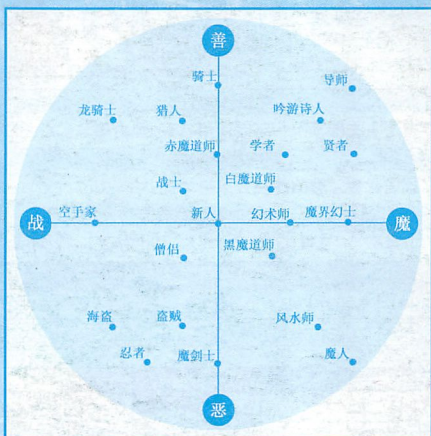 善
骑士
导师
龙骑士 猎人 吟游诗人
赤魔道师 学者 贤者
战士 白魔道师
战 空手家 新人 幻术师 魔界幻士 魔
僧侣 黑魔道师
海盗 盗贼 风水师
忍者 魔剑士 魔人
恶